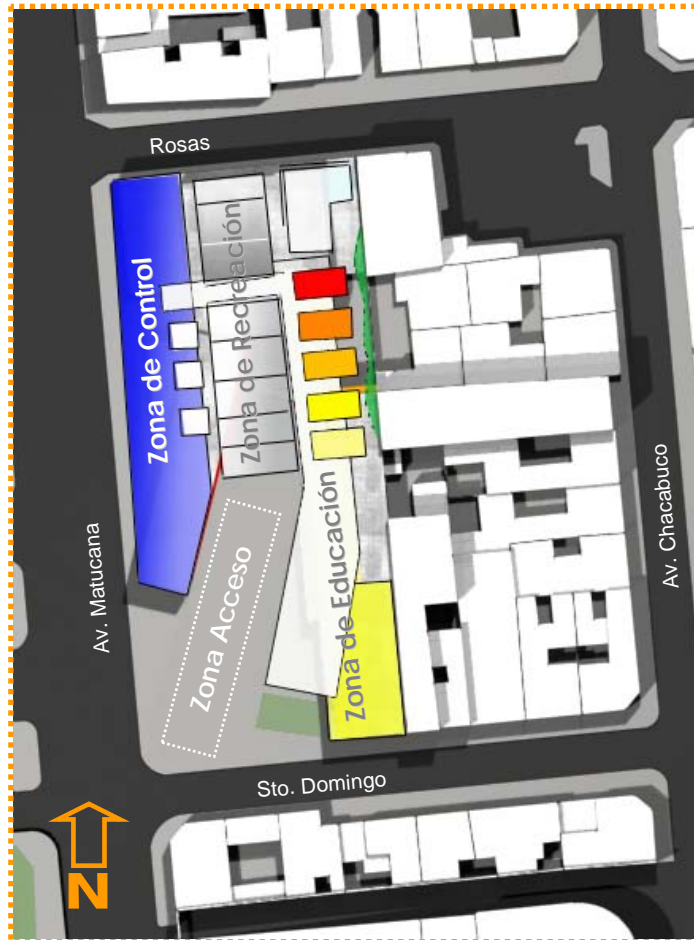 Rosas
Zona de Control
Zona de Recreación
Av. Matucana
Zona Acceso
Zona de Educación
Av. Chacabuco
Sto. Domingo
N